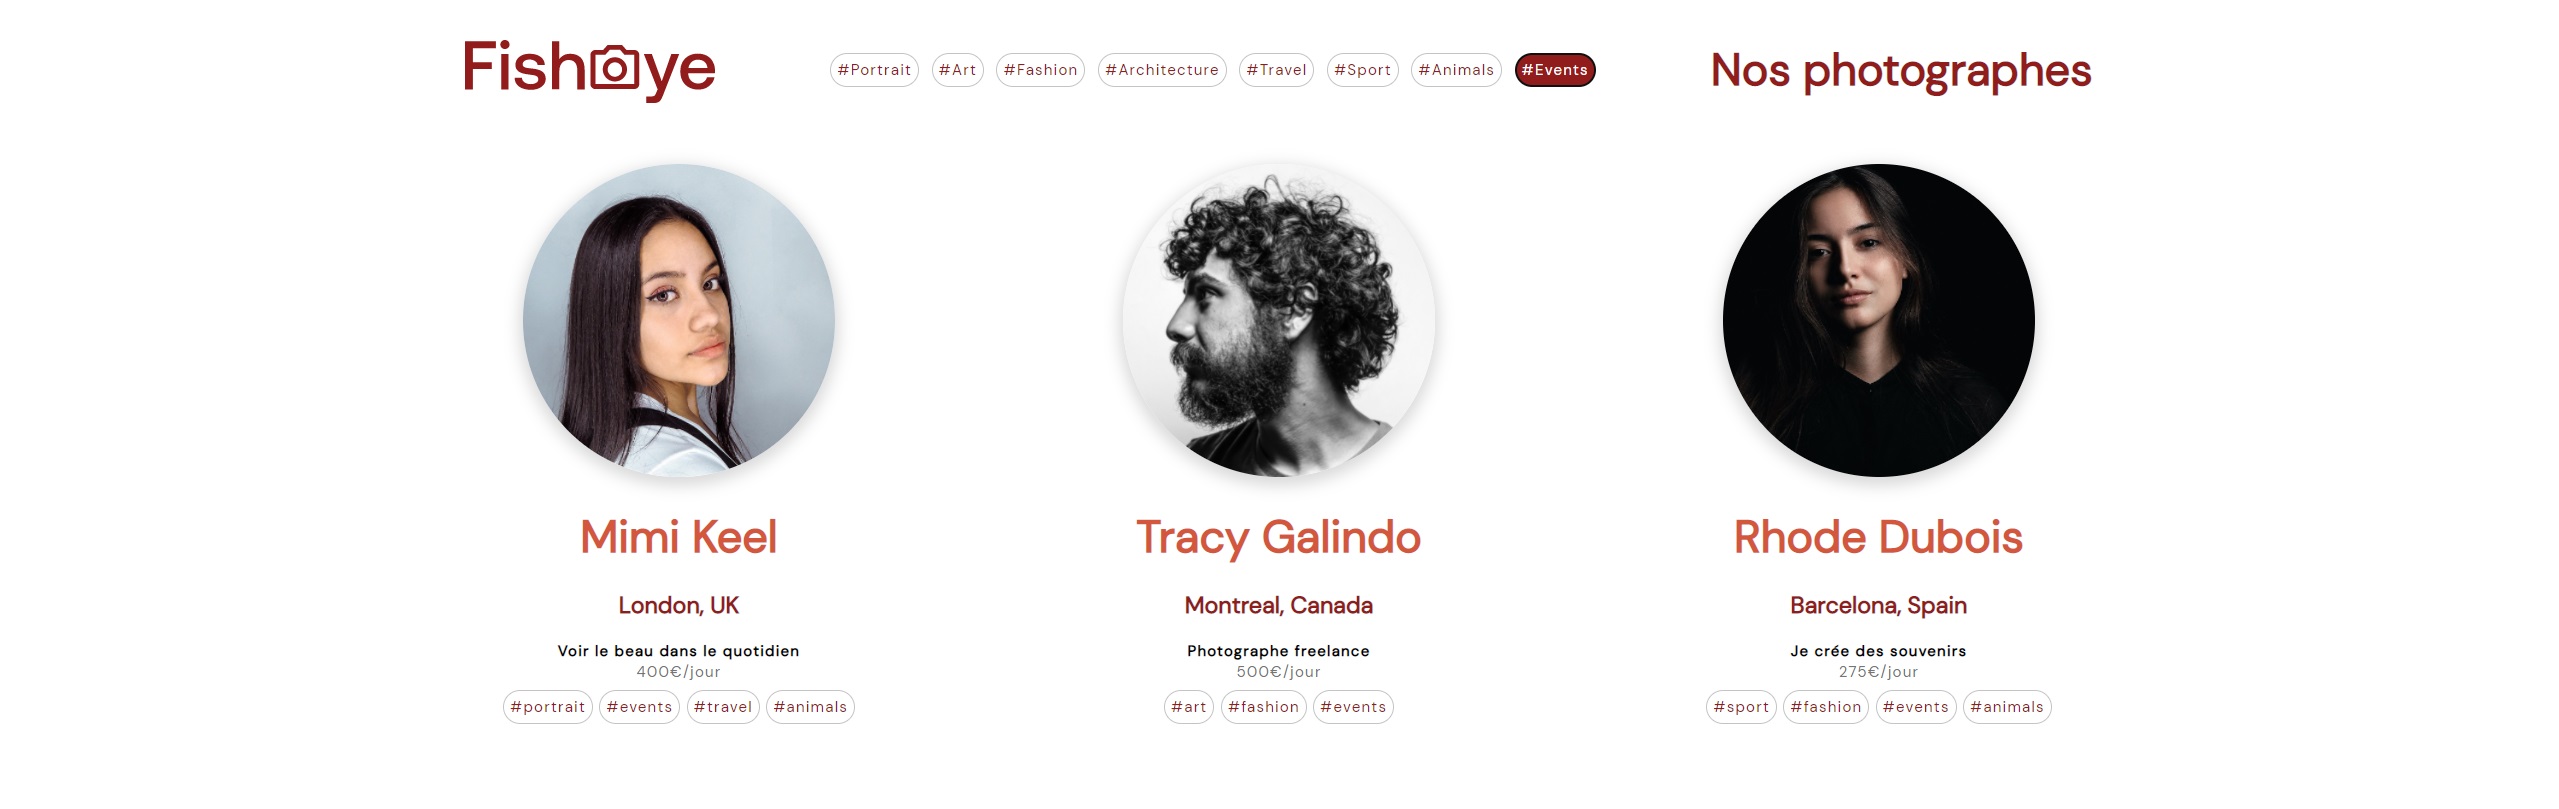 Fisheye
#Portrait #Art #Fashion #Architecture #Travel #Sport #Animals #Events
Nos photographes
Mimi Keel
London, UK
Voir le beau dans le quotidien
400€/jour
#portrait #events #travel #animals
Tracy Galindo
Montreal, Canada
Photographe freelance
500€/jour
#art #fashion #events
Rhode Dubois
Barcelona, Spain
Je crée des souvenirs
275€/jour
#sport #fashion #events #animals